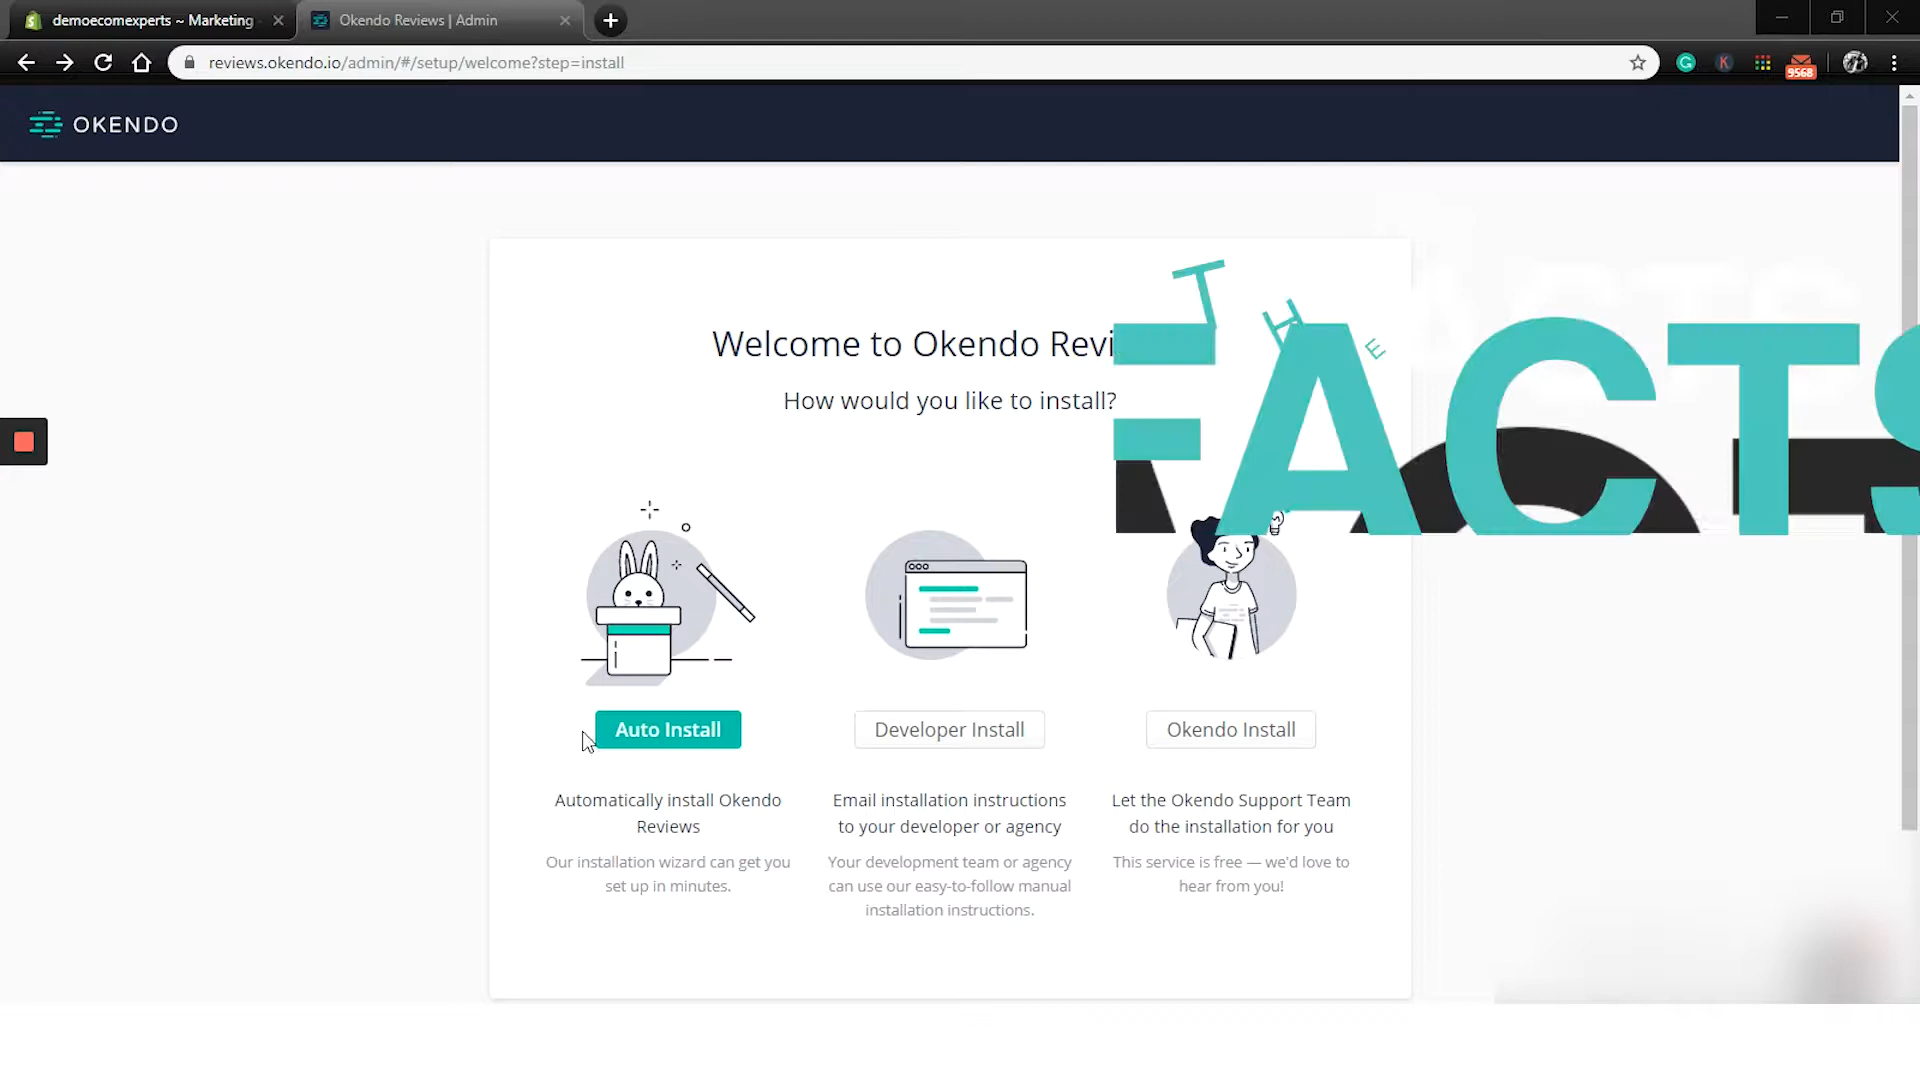 demoecomexperts ~ Marketing
Okendo Reviews | Admin
reviews.okendo.io/admin/#/setup/welcome?step=install
G
K
9568
OKENDO
THE
FACTS
Welcome to Okendo Revi
How would you like to install?
Auto Install
Developer Install
Okendo Install
Automatically install Okendo
Reviews
Our installation wizard can get you
set up in minutes.
Email installation instructions
to your developer or agency
Your development team or agency
can use our easy-to-follow manual
installation instructions.
Let the Okendo Support Team
do the installation for you
This service is free — we'd love to
hear from you!